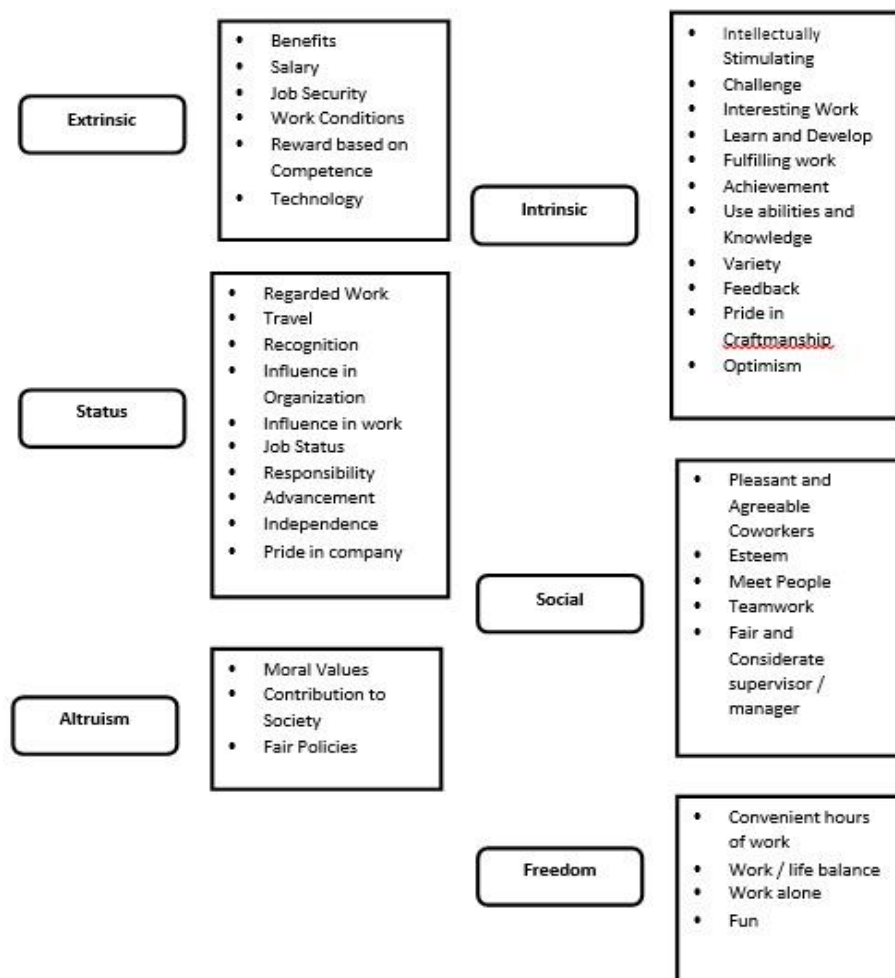 Extrinsic
• Benefits
• Salary
• Job Security
• Work Conditions
• Reward based on
Competence
• Technology
Intrinsic
• Intellectually
Stimulating
• Challenge
• Interesting Work
• Learn and Develop
• Fulfilling work
• Achievement
• Use abilities and
Knowledge
• Variety
• Feedback
• Pride in
Craftmanship
• Optimism
Status
• Regarded Work
• Travel
• Recognition
• Influence in
Organization
• Influence in work
• Job Status
• Responsibility
• Advancement
• Independence
• Pride in company
Social
• Pleasant and
Agreeable
Coworkers
• Esteem
• Meet People
• Teamwork
• Fair and
Considerate
supervisor /
manager
Altruism
• Moral Values
• Contribution to
Society
• Fair Policies
Freedom
• Convenient hours
of work
• Work / life balance
• Work alone
• Fun